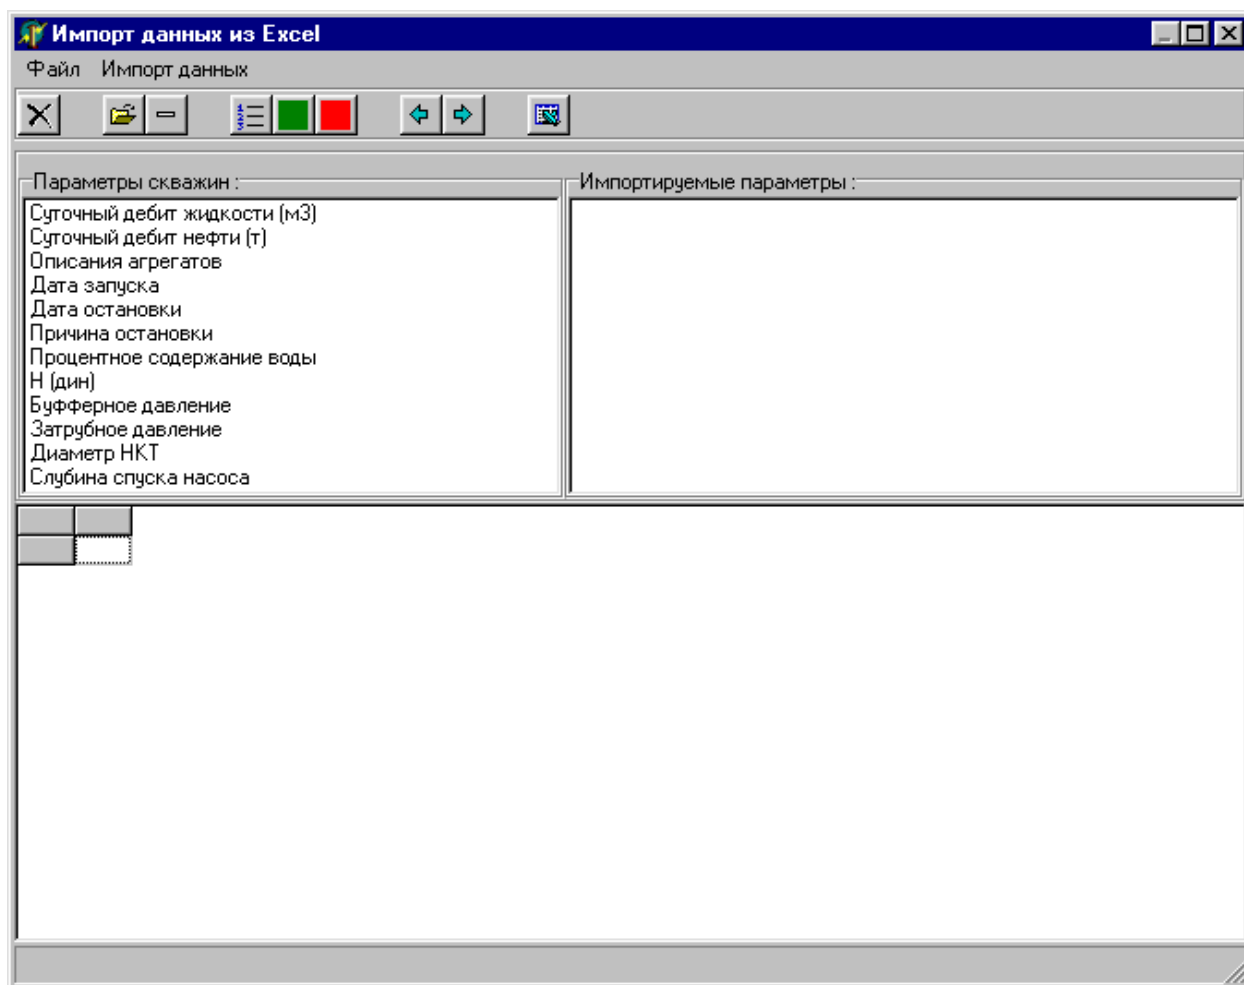 Импорт данных из Excel
Файл Импорт данных
Параметры скважин :
Суточный дебит жидкости (м3)
Суточный дебит нефти (т)
Описания агрегатов
Дата запуска
Дата остановки
Причина остановки
Процентное содержание воды
Н (дин)
Буфферное давление
Затрубное давление
Диаметр НКТ
Слубина спуска насоса
Импортируемые параметры :